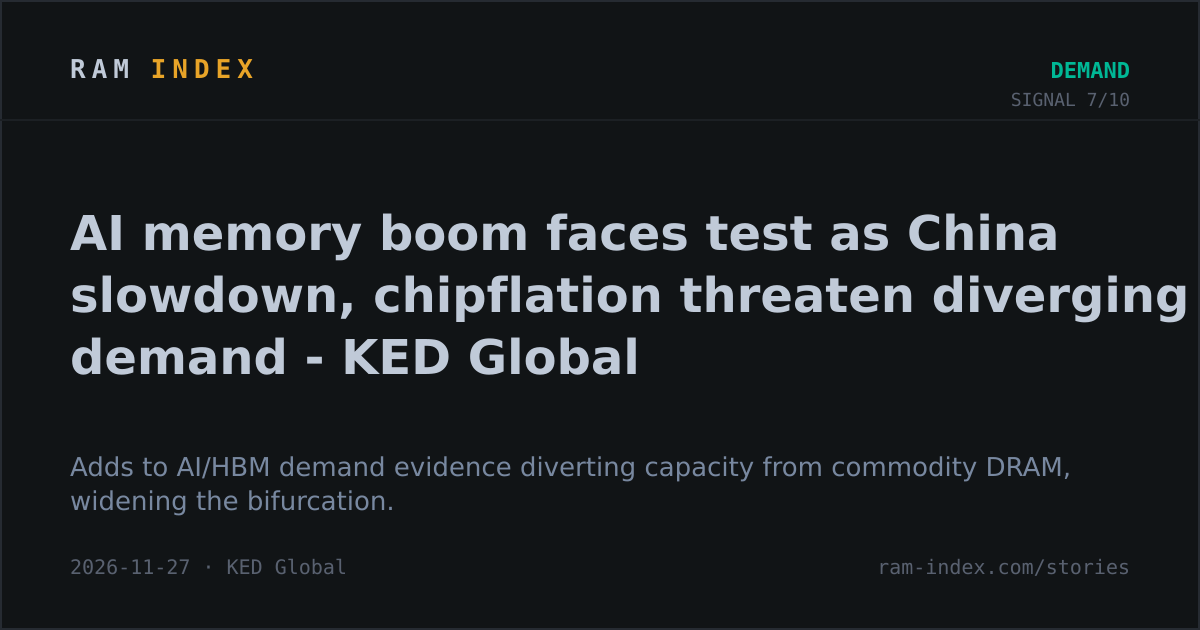 RAM INDEX
DEMAND
SIGNAL 7/10
AI memory boom faces test as China
slowdown, chipflation threaten diverging
demand - KED Global
Adds to AI/HBM demand evidence diverting capacity from commodity DRAM,
widening the bifurcation.
2026-11-27 · KED Global
ram-index.com/stories